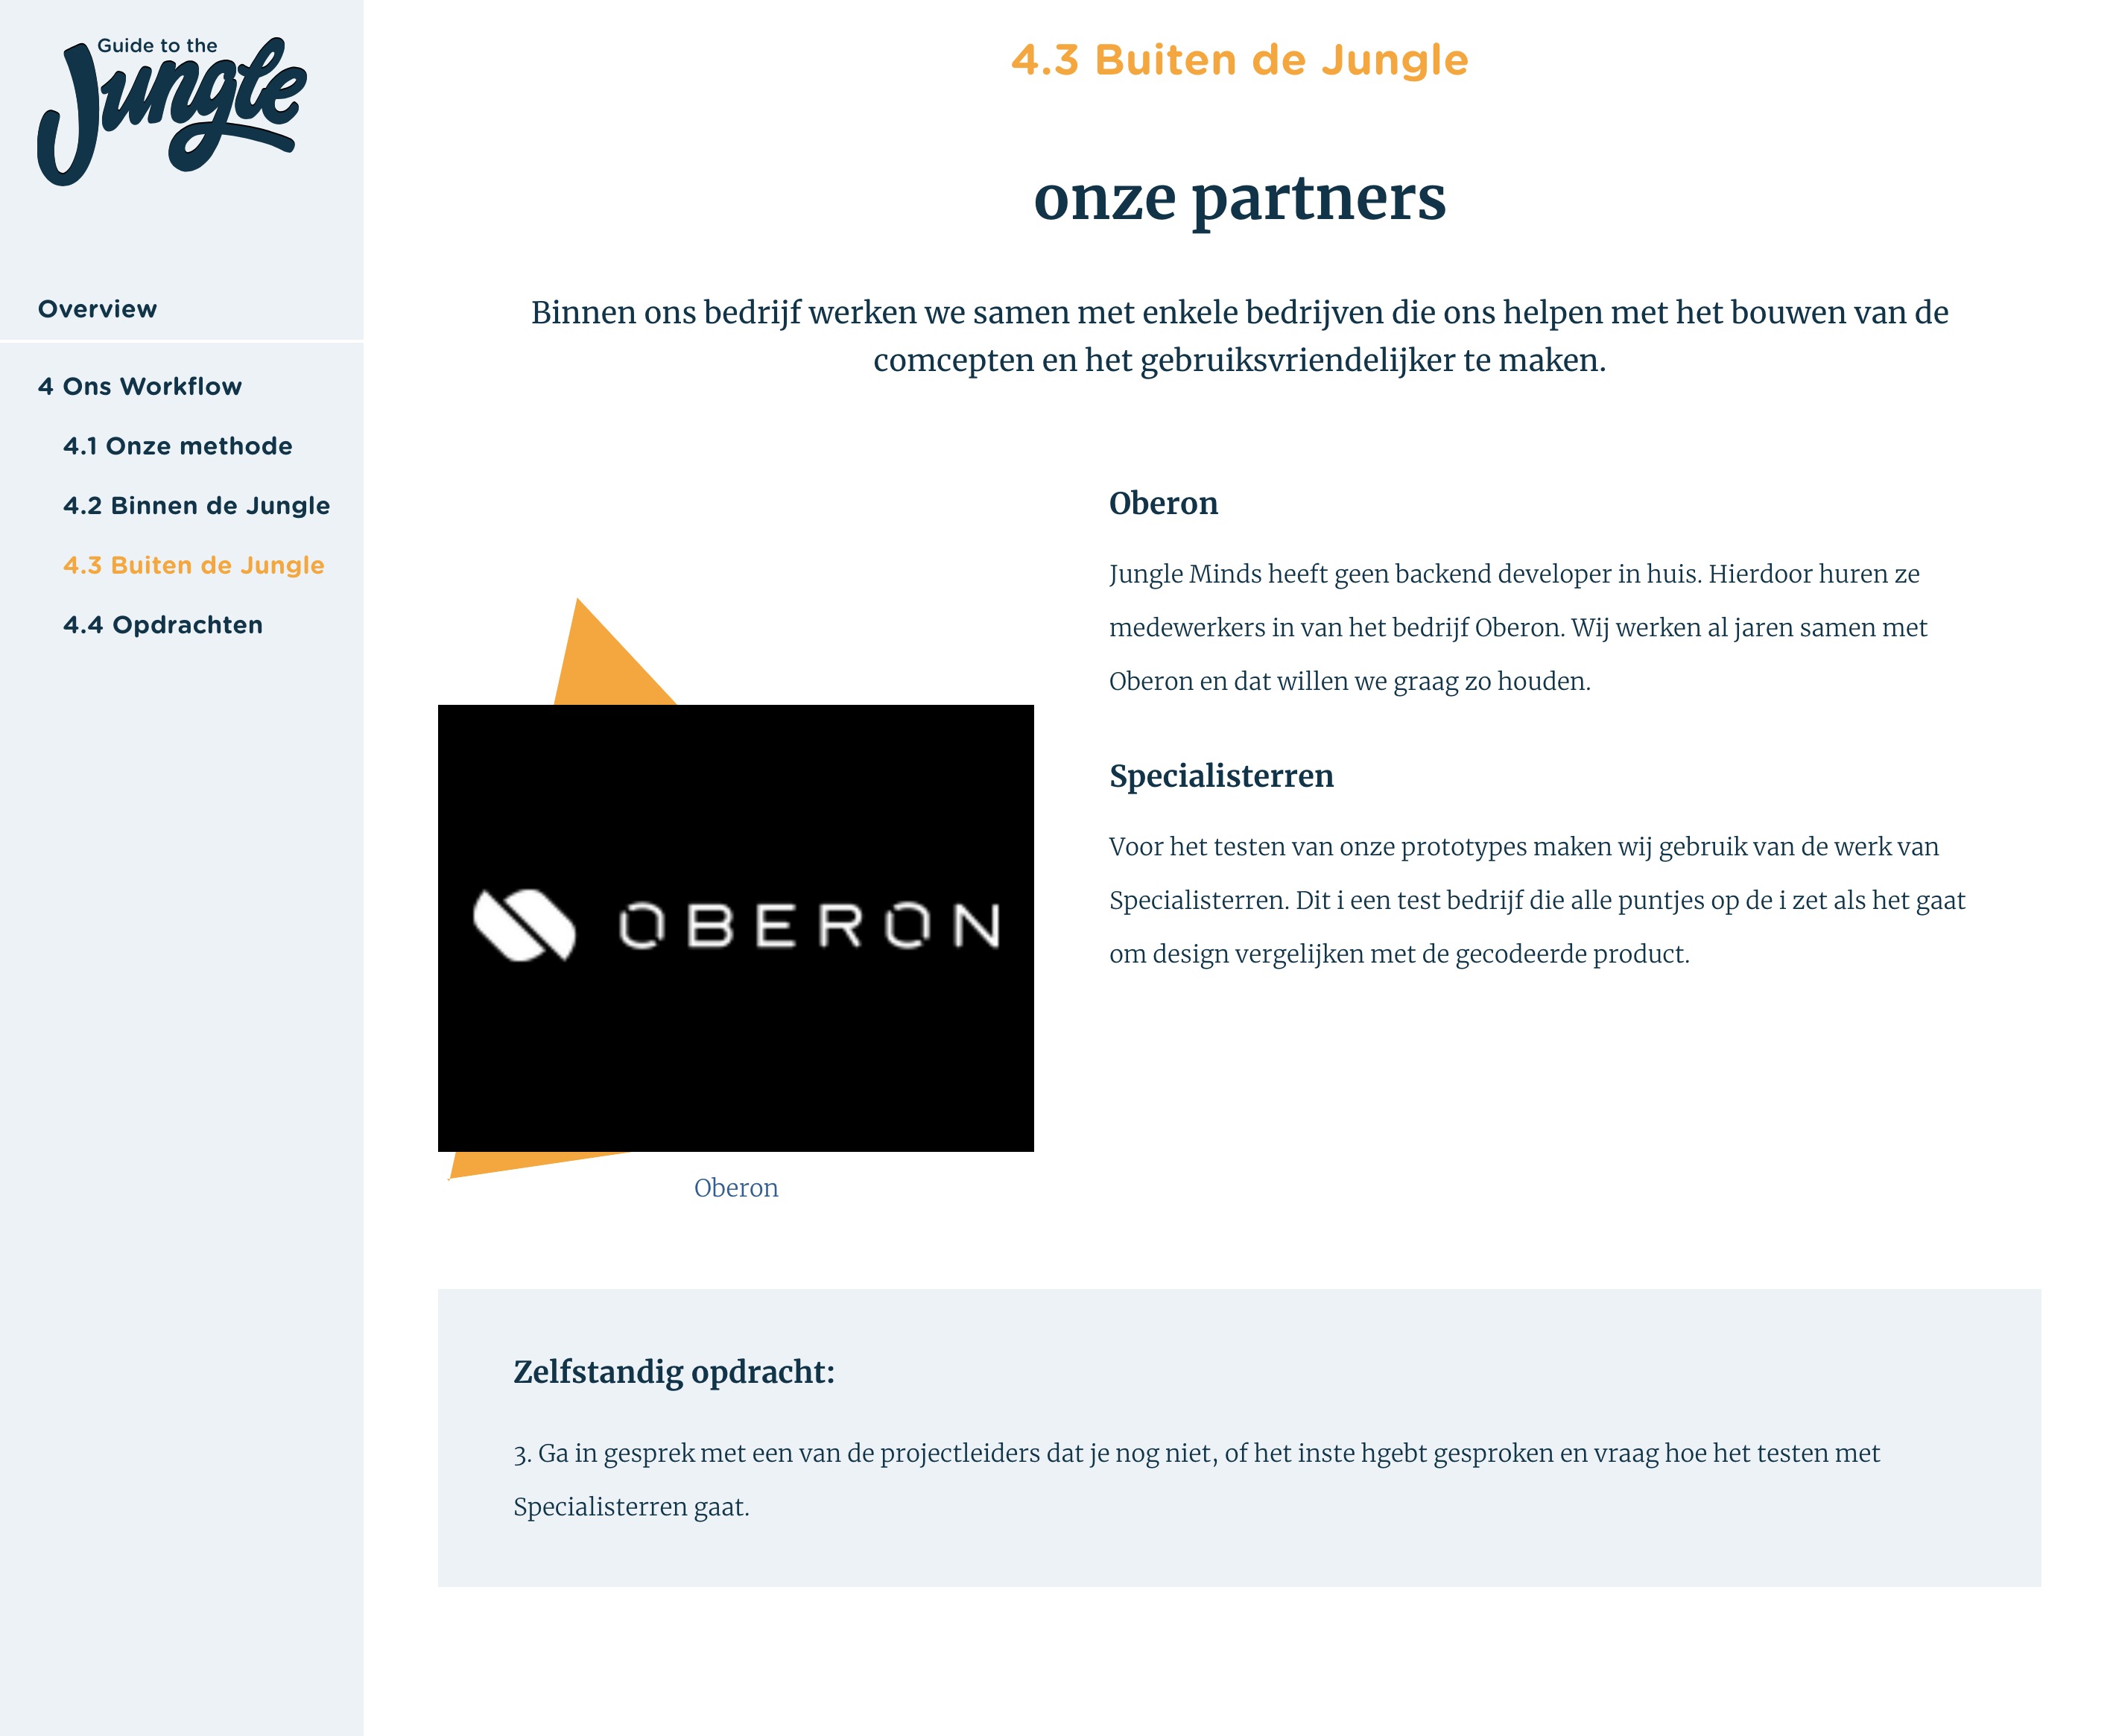 Guide to the
Jungle
Overview
4 Ons Workflow
4.1 Onze methode
4.2 Binnen de Jungle
4.3 Buiten de Jungle
4.4 Opdrachten
4.3 Buiten de Jungle
onze partners
Binnen ons bedrijf werken we samen met enkele bedrijven die ons helpen met het bouwen van de
comcepten en het gebruiksvriendelijker te maken.
OBERON
Oberon
Oberon
Jungle Minds heeft geen backend developer in huis. Hierdoor huren ze
medewerkers in van het bedrijf Oberon. Wij werken al jaren samen met
Oberon en dat willen we graag zo houden.
Specialisterren
Voor het testen van onze prototypes maken wij gebruik van de werk van
Specialisterren. Dit i een test bedrijf die alle puntjes op de i zet als het gaat
om design vergelijken met de gecodeerde product.
Zelfstandig opdracht:
3. Ga in gesprek met een van de projectleiders dat je nog niet, of het inste hgebt gesproken en vraag hoe het testen met
Specialisterren gaat.